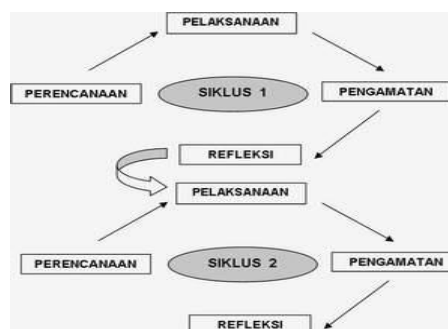 PELAKSANAAN
PERENCANAAN
SIKLUS 1
PENGAMATAN
REFLEKSI
PELAKSANAAN
PERENCANAAN
SIKLUS 2
PENGAMATAN
REFLEKSI